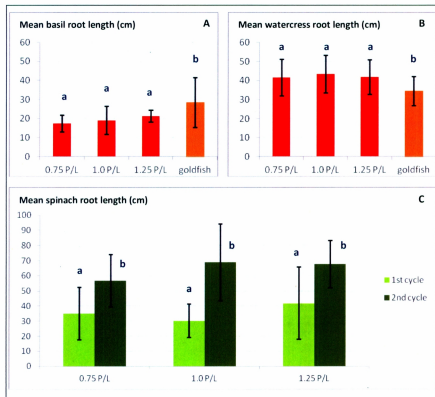 Mean basil root length (cm) A
60
50
40
30
20
10
0
a a a b
0.75 P/L 1.0 P/L 1.25 P/L goldfish
Mean watercress root length (cm) B
60
50
40
30
20
10
0
a a a b
0.75 P/L 1.0 P/L 1.25 P/L goldfish
Mean spinach root length (cm) C
100
90
80
70
60
50
40
30
20
10
0
a b a b a b
0.75 P/L 1.0 P/L 1.25 P/L
1st cycle
2nd cycle